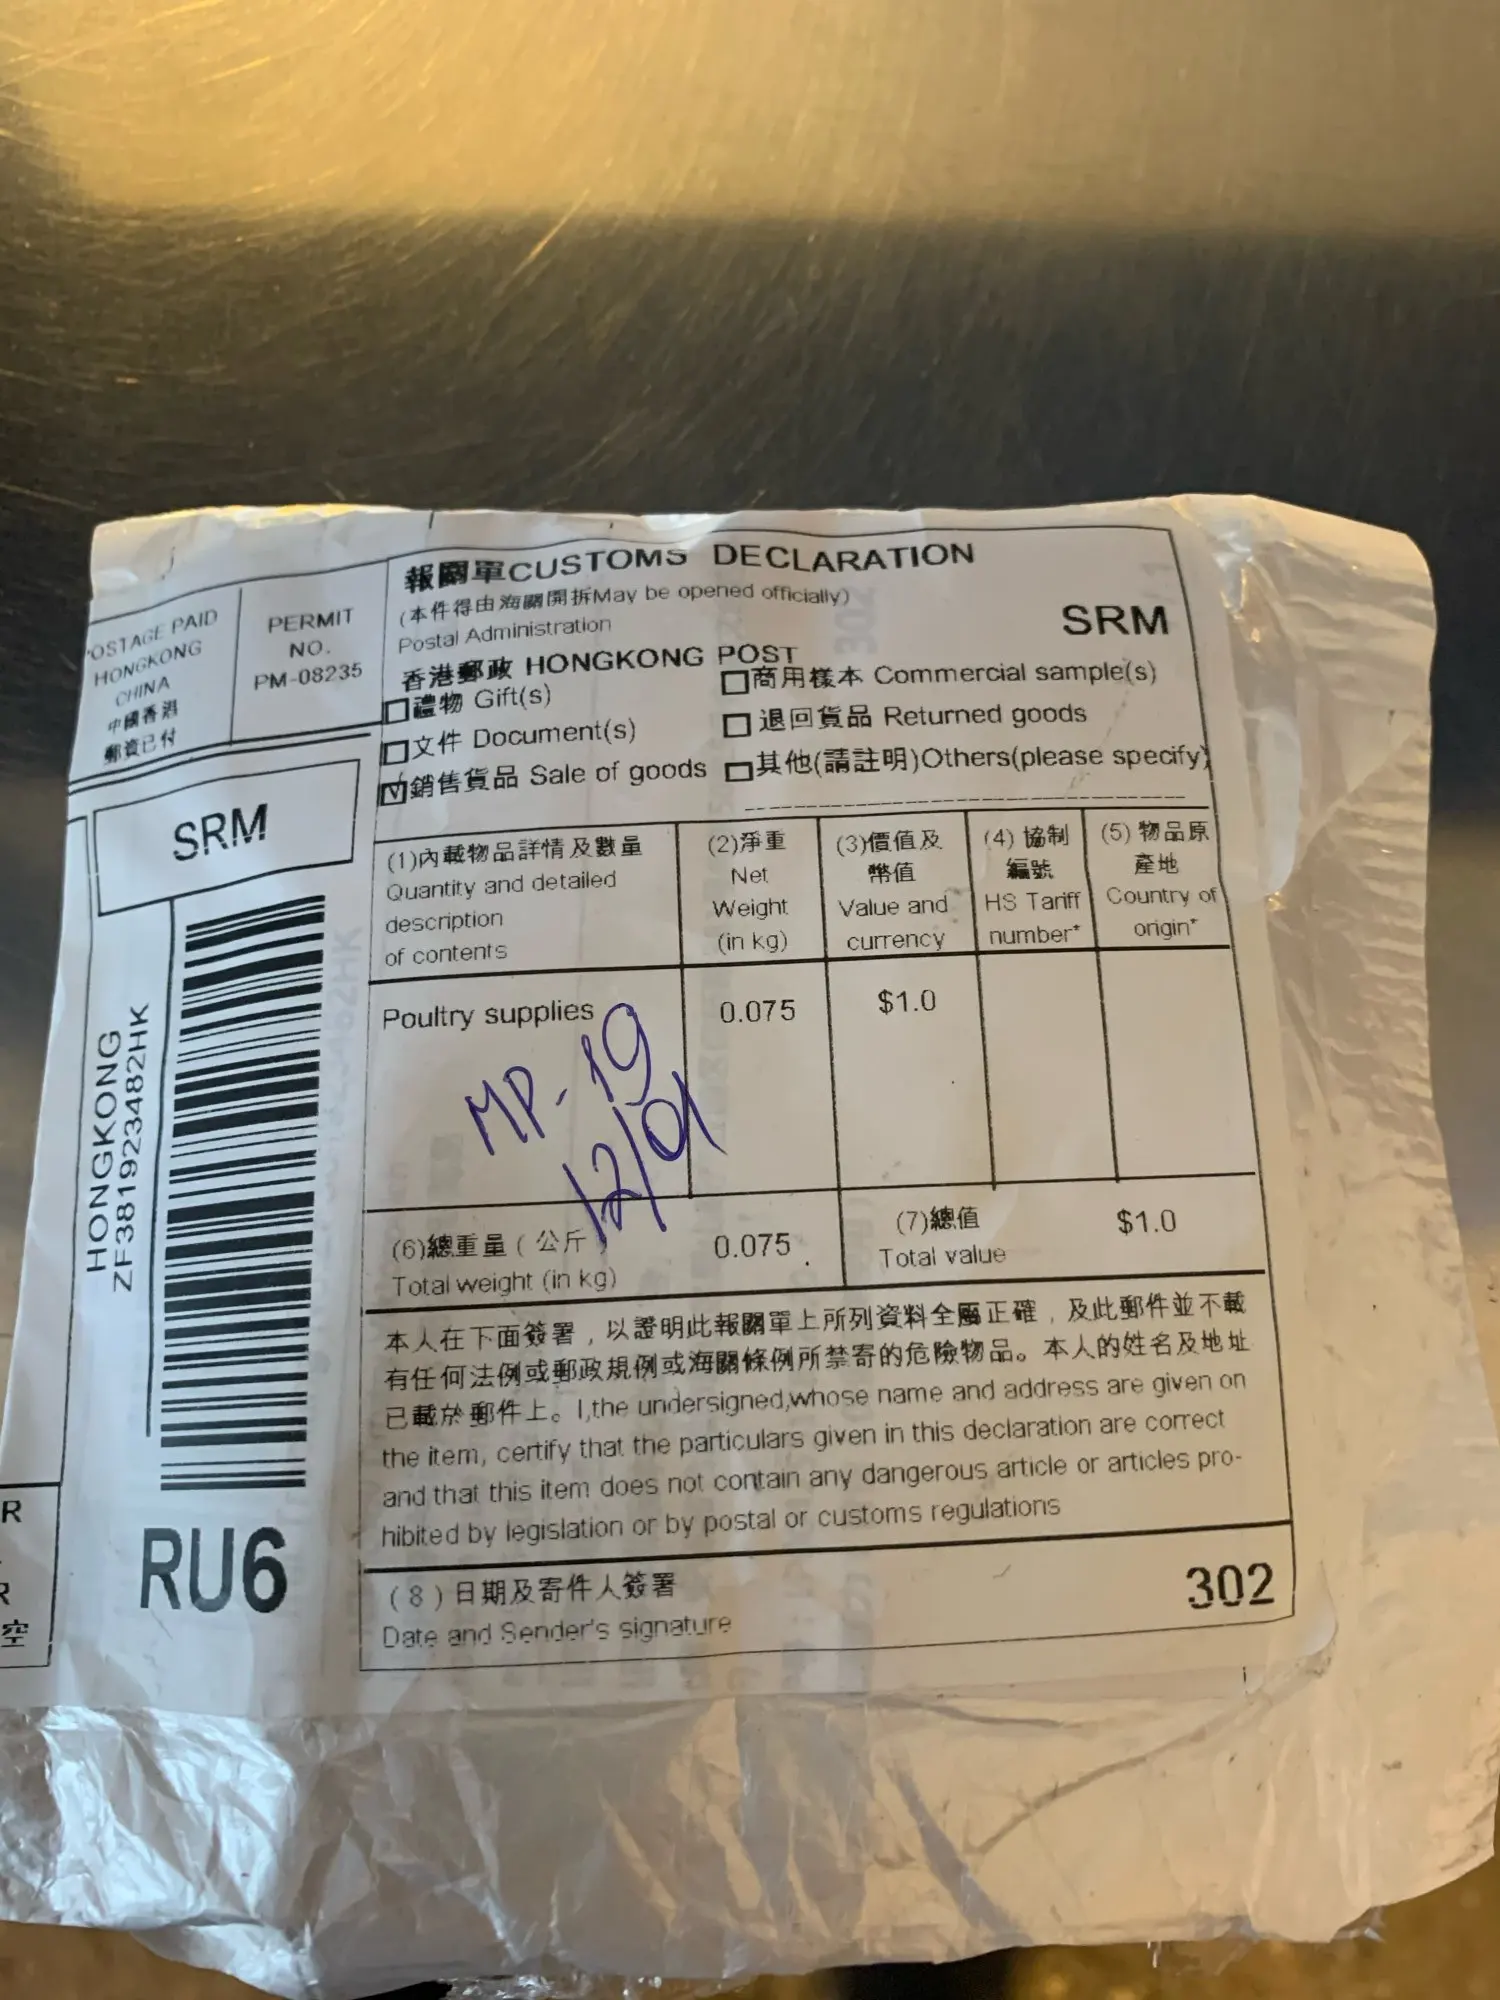 報關單CUSTOMS DECLARATION
(本件得由海關開拆May be opened officially)
Postal Administration
香港郵政 HONGKONG POST
SRM
禮物 Gift(s)
商用樣本 Commercial sample(s)
文件 Document(s)
退回貨品 Returned goods
銷售貨品 Sale of goods
其他(請註明)Others(please specify)
OSTAGE PAID
HONGKONG
CHINA
中國香港
郵資已付
PERMIT
NO.
PM-08235
SRM
HONGKONG
ZF381923482HK
RU6
R
R
空
(1)內載物品詳情及數量
Quantity and detailed
description
of contents
(2)淨重
Net
Weight
(in kg)
(3)價值及
幣值
Value and
currency
(4) 協制
編號
HS Tariff
number*
(5) 物品原
產地
Country of
origin*
Poultry supplies
0.075
$1.0
MP-19
12/01
(6)總重量 ( 公斤 )
Total weight (in kg)
0.075
(7)總值
Total value
$1.0
本人在下面簽署 , 以證明此報關單上所列資料全屬正確 , 及此郵件並不載
有任何法例或郵政規例或海關條例所禁寄的危險物品。本人的姓名及地址
已載於郵件上。I,the undersigned,whose name and address are given on
the item, certify that the particulars given in this declaration are correct
and that this item does not contain any dangerous article or articles pro-
hibited by legislation or by postal or customs regulations
(8)日期及寄件人簽署
Date and Sender's signature
302